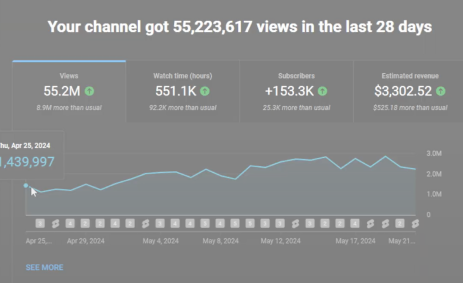 Your channel got 55,223,617 views in the last 28 days
Views
55.2M
8.9M more than usual
Watch time (hours)
551.1K
92.2K more than usual
Subscribers
+153.3K
25.3K more than usual
Estimated revenue
$3,302.52
$525.18 more than usual
hu, Apr 25, 2024
,439,997
3.0M
2.0M
1.0M
0
Apr 25,...
Apr 29, 2024
May 4, 2024
May 8, 2024
May 12, 2024
May 17, 2024
May 21...
SEE MORE